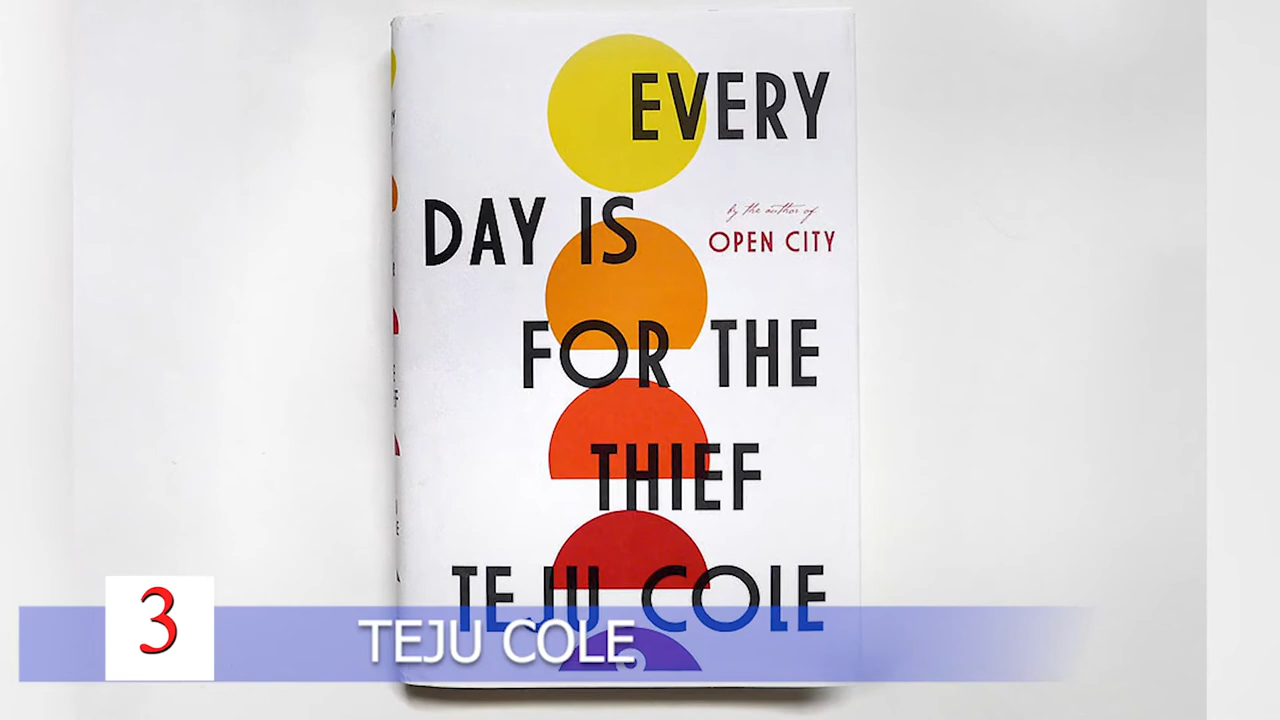 EVERY
DAY IS
by the author of
OPEN CITY
FOR THE
THIEF
TEJU COLE
3
TEJU COLE